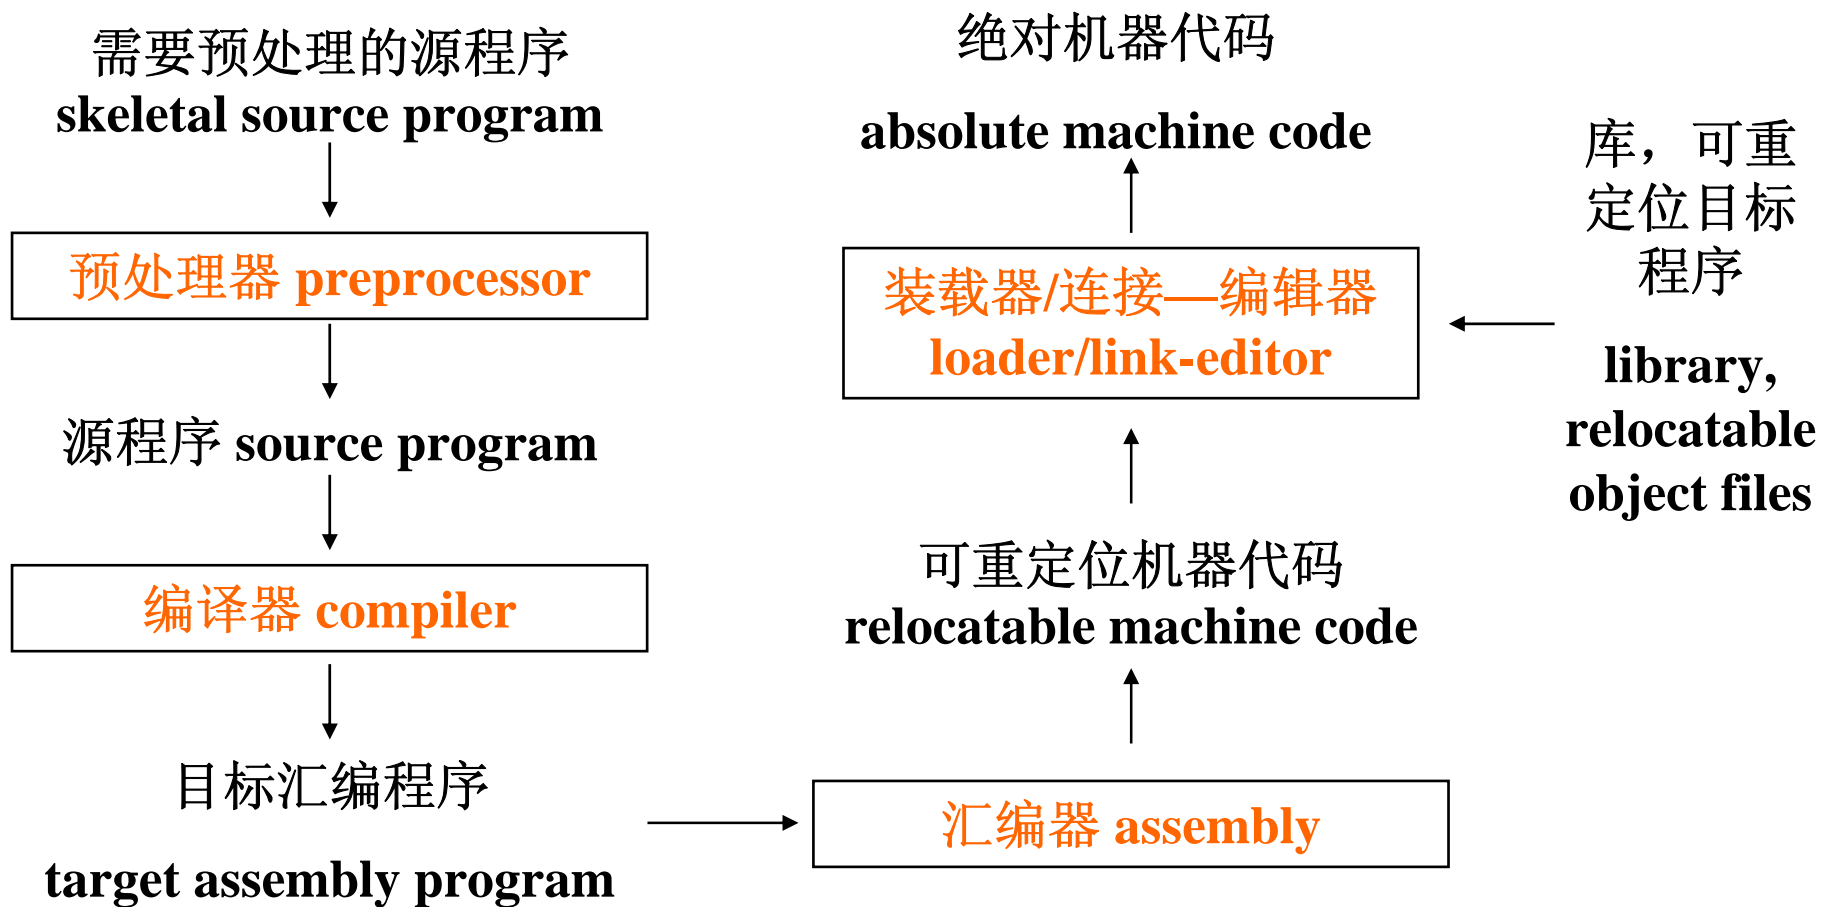 需要预处理的源程序
skeletal source program
预处理器 preprocessor
源程序 source program
编译器 compiler
目标汇编程序
target assembly program
绝对机器代码
absolute machine code
装载器/连接—编辑器
loader/link-editor
可重定位机器代码
relocatable machine code
汇编器 assembly
库，可重
定位目标
程序
library,
relocatable
object files